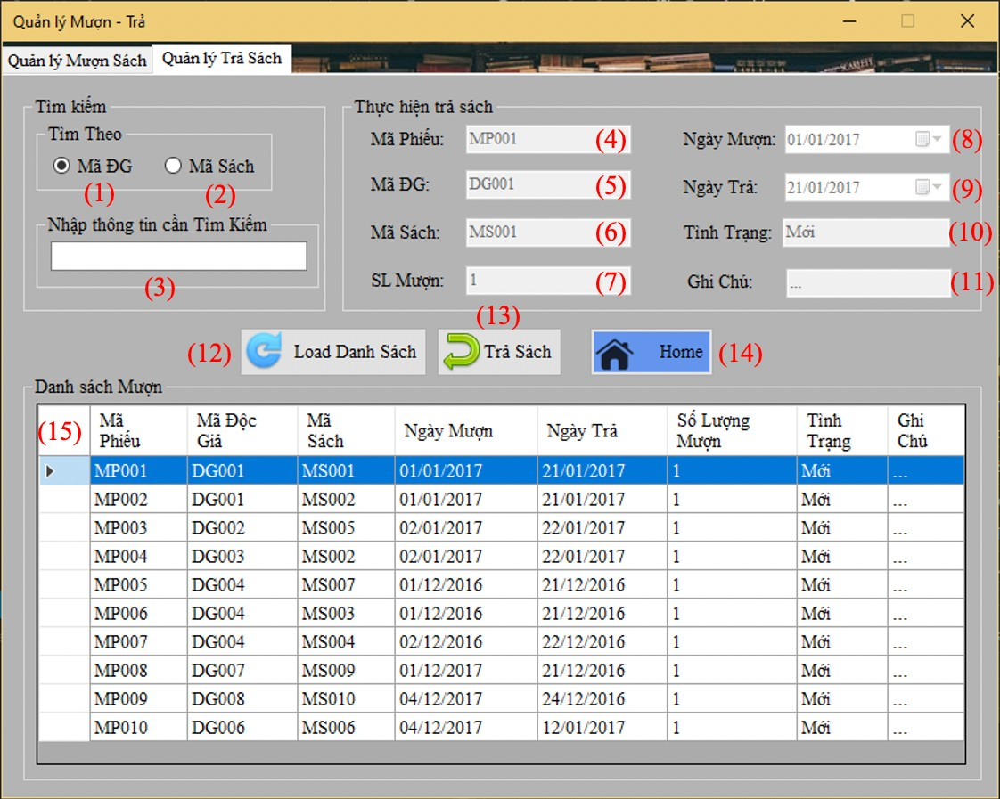 Quản lý Mượn - Trả
Quản lý Mượn Sách Quản lý Trả Sách
SCARLETT
Tìm kiếm
Tìm Theo
Mã ĐG Mã Sách
(1) (2)
Nhập thông tin cần Tìm Kiếm
(3)
Thực hiện trả sách
Mã Phiếu: MP001 (4) Ngày Mượn: 01/01/2017 (8)
Mã ĐG: DG001 (5) Ngày Trả: 21/01/2017 (9)
Mã Sách: MS001 (6) Tình Trạng: Mới (10)
SL Mượn: 1 (7) Ghi Chú: ... (11)
(12) Load Danh Sách (13) Trả Sách Home (14)
Danh sách Mượn
(15) Mã Phiếu Mã Độc Giả Mã Sách Ngày Mượn Ngày Trả Số Lượng Mượn Tình Trạng Ghi Chú
MP001 DG001 MS001 01/01/2017 21/01/2017 1 Mới ...
MP002 DG001 MS002 01/01/2017 21/01/2017 1 Mới ...
MP003 DG002 MS005 02/01/2017 22/01/2017 1 Mới ...
MP004 DG003 MS002 02/01/2017 22/01/2017 1 Mới ...
MP005 DG004 MS007 01/12/2016 21/12/2016 1 Mới ...
MP006 DG004 MS003 01/12/2016 21/12/2016 1 Mới ...
MP007 DG004 MS004 02/12/2016 22/12/2016 1 Mới ...
MP008 DG007 MS009 01/12/2017 21/12/2016 1 Mới ...
MP009 DG008 MS010 04/12/2017 24/12/2016 1 Mới ...
MP010 DG006 MS006 04/12/2017 12/01/2017 1 Mới ...